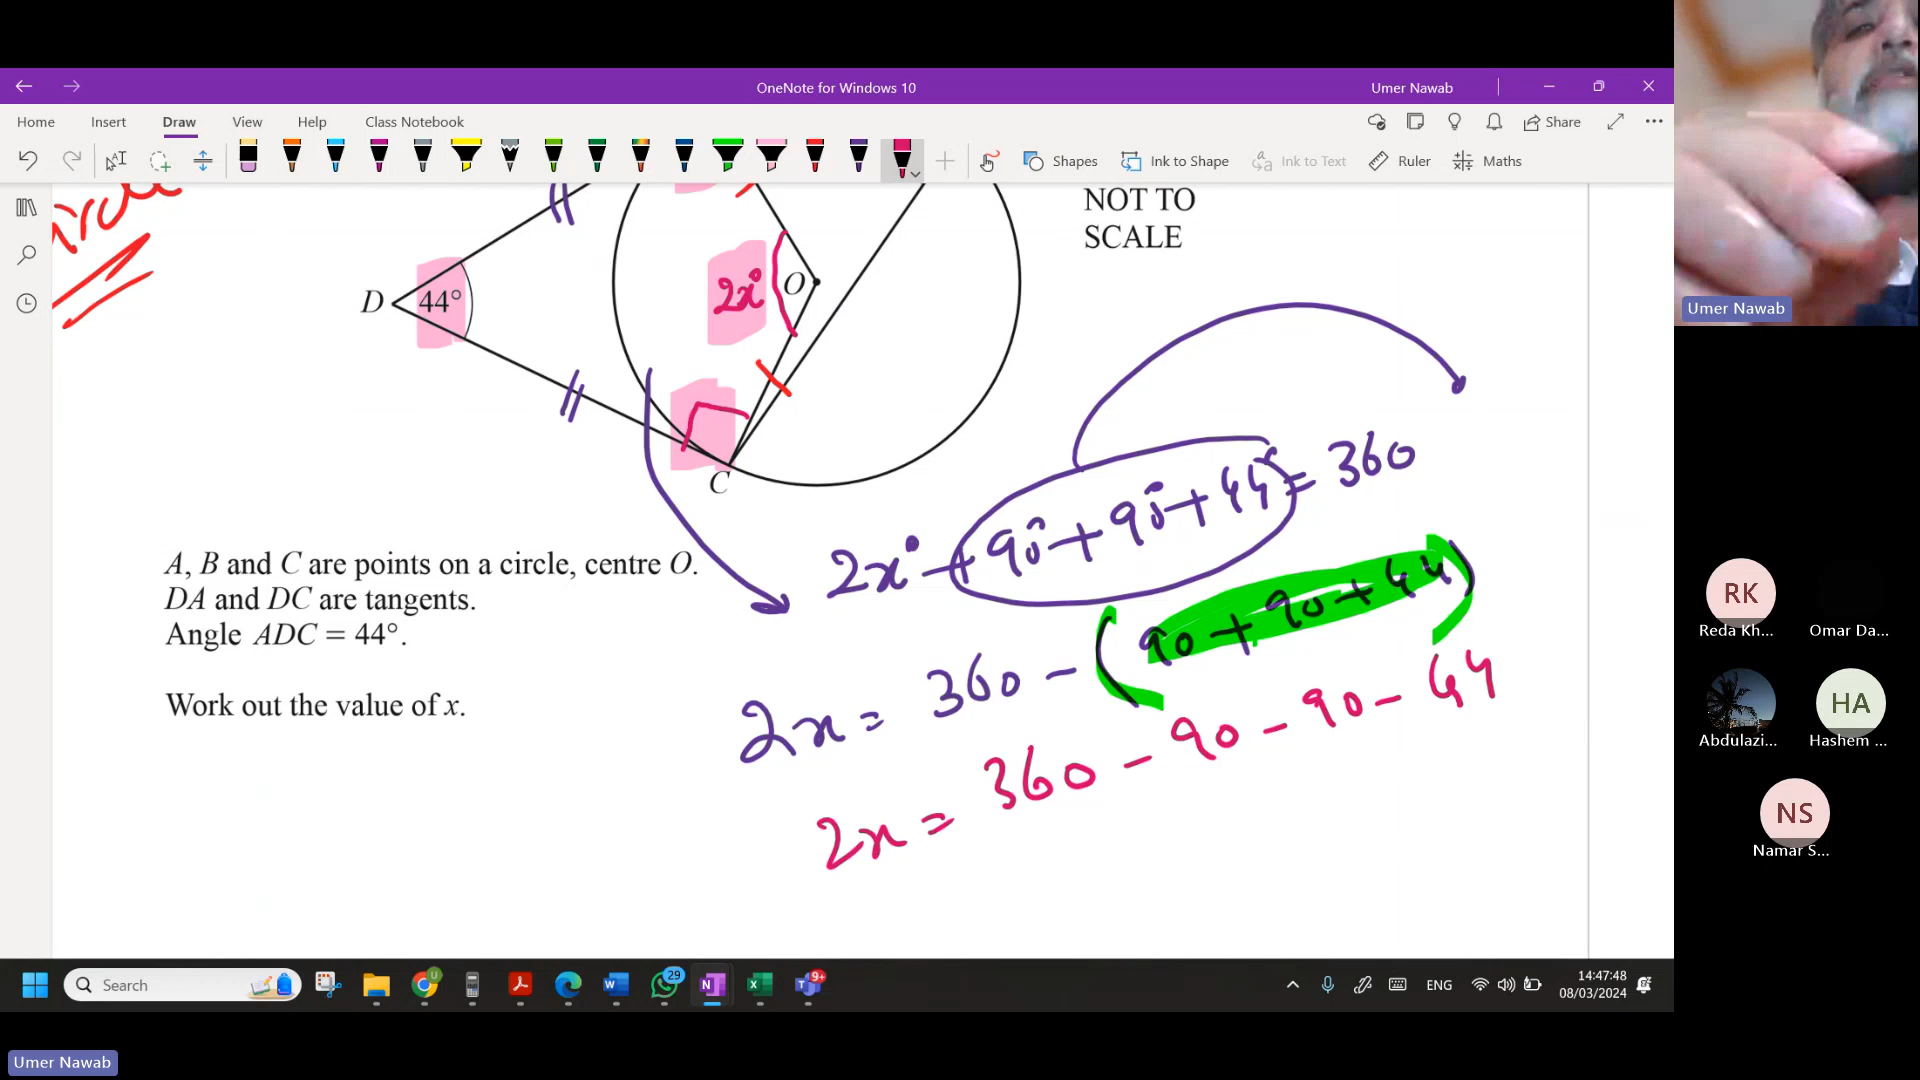 OneNote for Windows 10
Umer Nawab
Home Insert Draw View Help Class Notebook
Share
Shapes Ink to Shape Ink to Text Ruler Maths
NOT TO
SCALE
D 44° 2x° O
C
2x° + 90° + 90° + 44° = 360
A, B and C are points on a circle, centre O.
DA and DC are tangents.
Angle ADC = 44°.
Work out the value of x.
2x = 360 - (90 + 90 + 44)
2x = 360 - 90 - 90 - 44
Umer Nawab
RK
Reda Kh... Omar Da...
HA
Abdulazi... Hashem ...
NS
Namar S...
Search
U
W
29
N
X
T
9+
ENG
14:47:48
08/03/2024
Umer Nawab